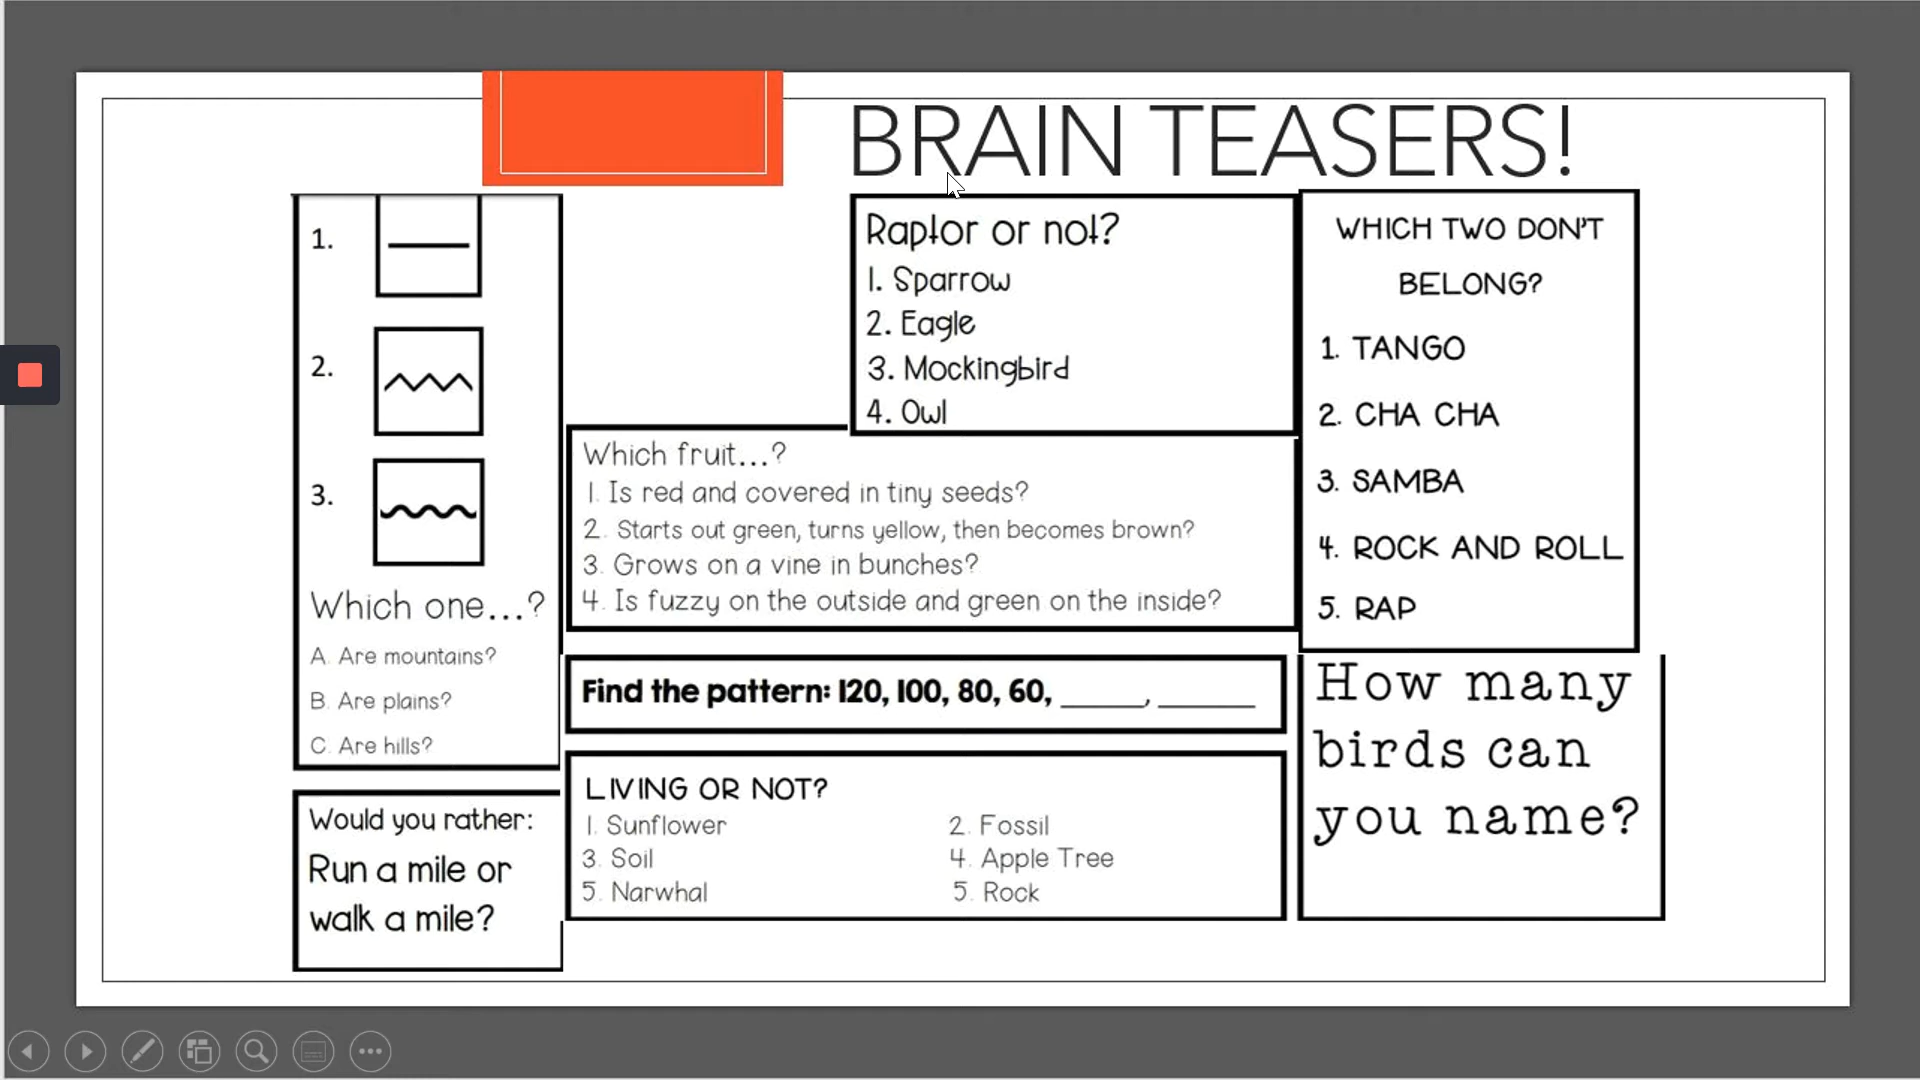 BRAIN TEASERS!
1.
2.
3.
Which one...?
A. Are mountains?
B. Are plains?
C. Are hills?
Would you rather:
Run a mile or
walk a mile?
Raptor or not?
1. Sparrow
2. Eagle
3. Mockingbird
4. Owl
Which fruit...?
1. Is red and covered in tiny seeds?
2. Starts out green, turns yellow, then becomes brown?
3. Grows on a vine in bunches?
4. Is fuzzy on the outside and green on the inside?
Find the pattern: 120, 100, 80, 60, ______, ______
LIVING OR NOT?
1. Sunflower 2. Fossil
3. Soil 4. Apple Tree
5. Narwhal 5. Rock
WHICH TWO DON'T
BELONG?
1. TANGO
2. CHA CHA
3. SAMBA
4. ROCK AND ROLL
5. RAP
How many
birds can
you name?